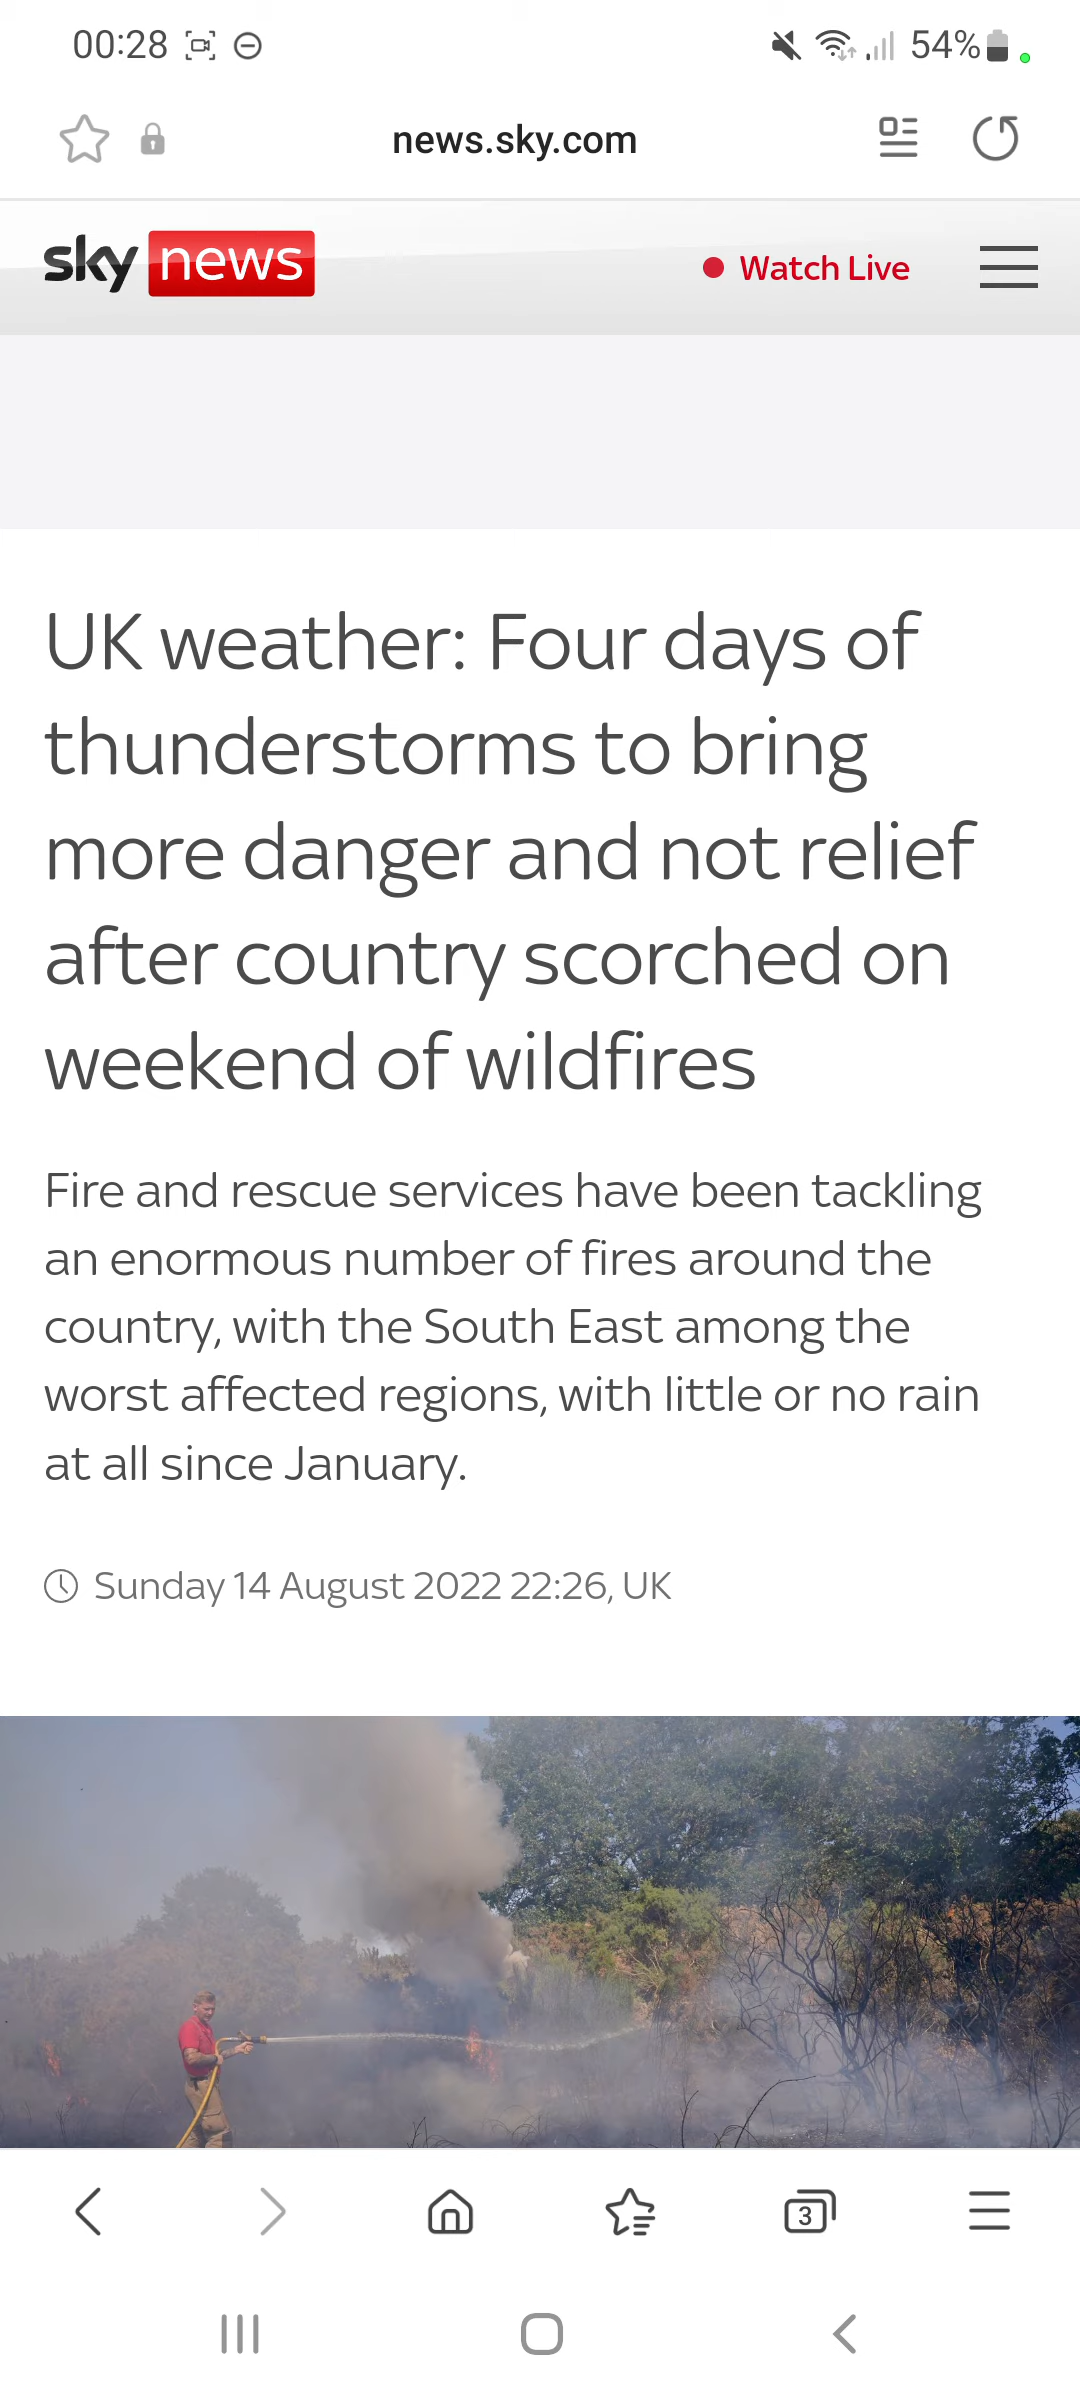 00:28
54%
news.sky.com
sky news
Watch Live
UK weather: Four days of
thunderstorms to bring
more danger and not relief
after country scorched on
weekend of wildfires
Fire and rescue services have been tackling
an enormous number of fires around the
country, with the South East among the
worst affected regions, with little or no rain
at all since January.
Sunday 14 August 2022 22:26, UK
3